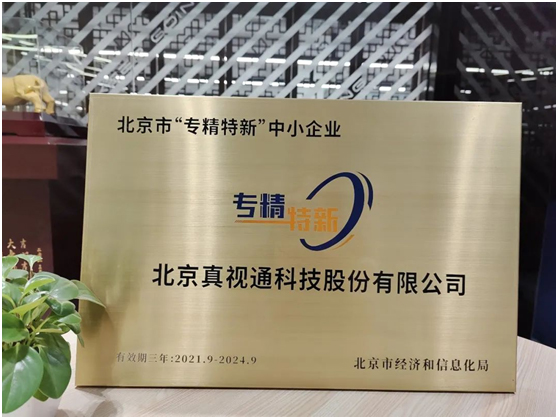 北京市“专精特新”中小企业
专精
特新
北京真视通科技股份有限公司
有效期三年:2021.9-2024.9
北京市经济和信息化局